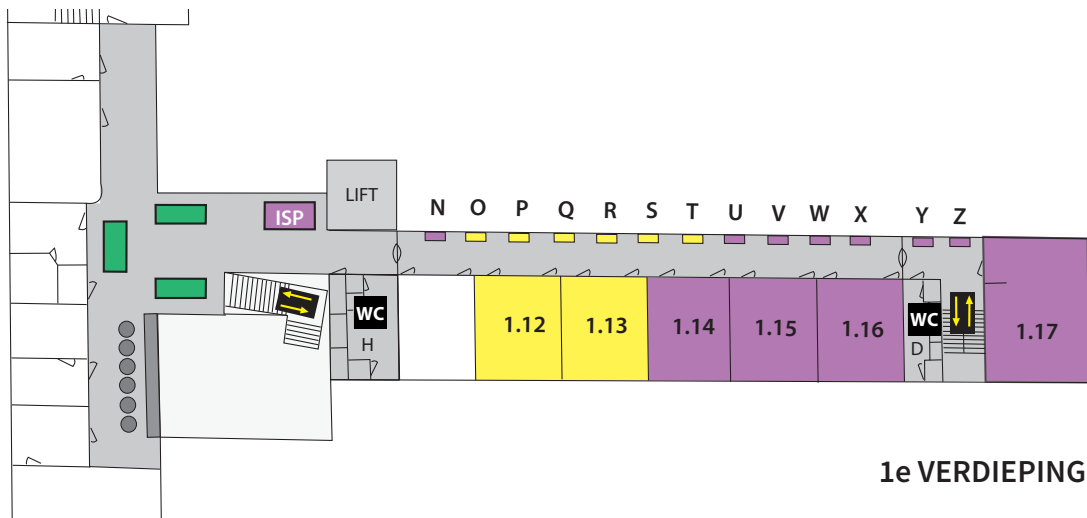 LIFT
N O P Q R S T U V W X Y Z
ISP
WC
H
1.12 1.13 1.14 1.15 1.16
WC
D
1.17
1e VERDIEPING